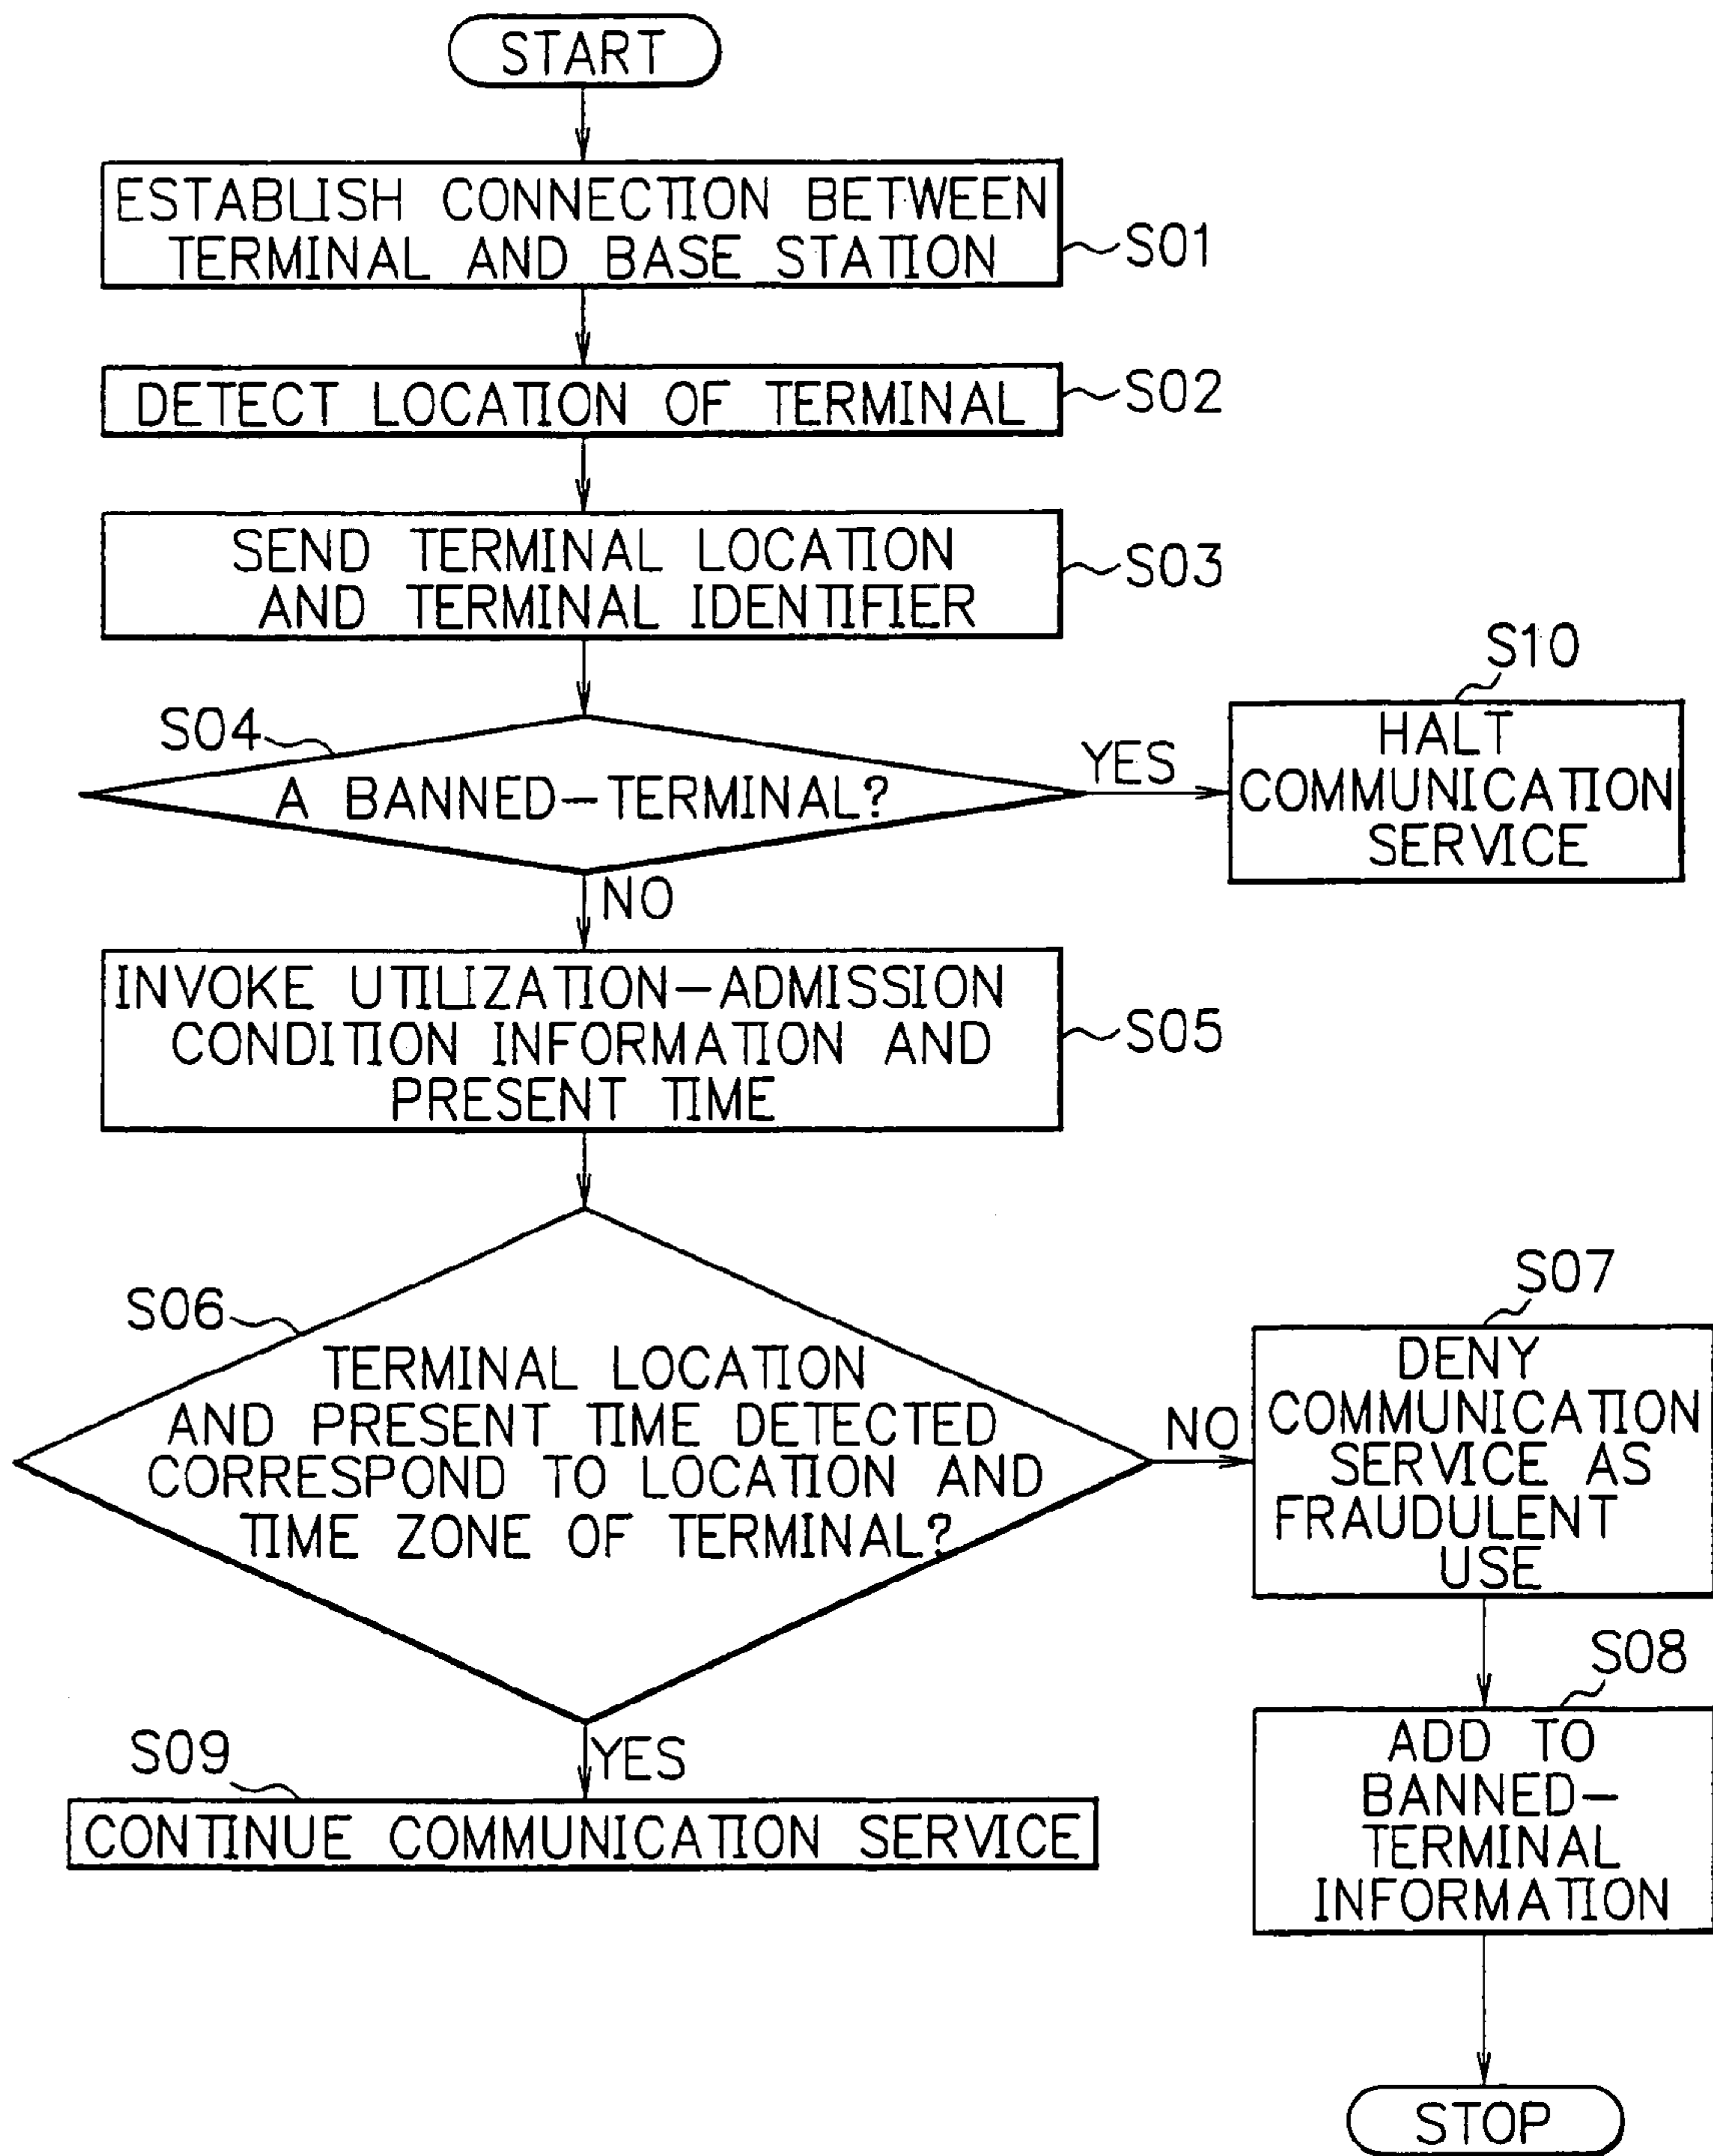 START
ESTABLISH CONNECTION BETWEEN
TERMINAL AND BASE STATION
S01
DETECT LOCATION OF TERMINAL
S02
SEND TERMINAL LOCATION
AND TERMINAL IDENTIFIER
S03
S04
A BANNED-TERMINAL?
YES
S10
HALT
COMMUNICATION
SERVICE
NO
INVOKE UTILIZATION-ADMISSION
CONDITION INFORMATION AND
PRESENT TIME
S05
S06
TERMINAL LOCATION
AND PRESENT TIME DETECTED
CORRESPOND TO LOCATION AND
TIME ZONE OF TERMINAL?
NO
S07
DENY
COMMUNICATION
SERVICE AS
FRAUDULENT
USE
S08
ADD TO
BANNED-
TERMINAL
INFORMATION
YES
S09
CONTINUE COMMUNICATION SERVICE
STOP